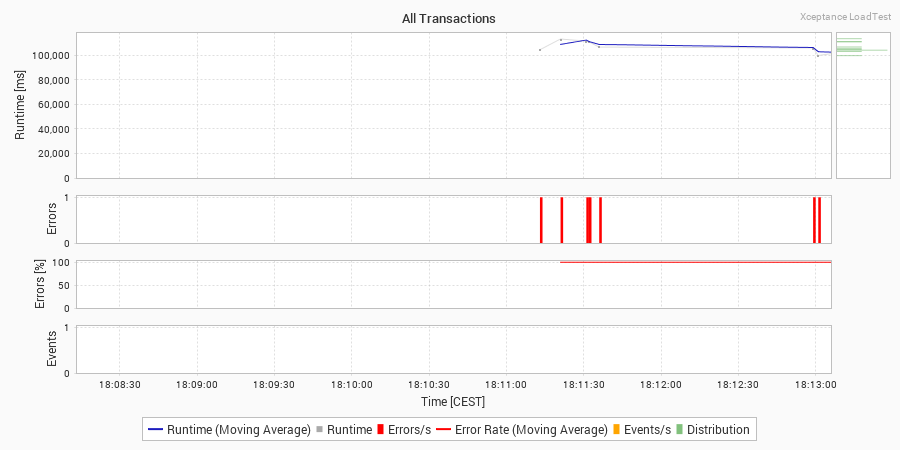 All Transactions
Xceptance LoadTest
Runtime [ms]
100,000
80,000
60,000
40,000
20,000
0
Errors
1
0
Errors [%]
100
50
0
Events
1
0
18:08:30 18:09:00 18:09:30 18:10:00 18:10:30 18:11:00 18:11:30 18:12:00 18:12:30 18:13:00
Time [CEST]
Runtime (Moving Average) Runtime Errors/s Error Rate (Moving Average) Events/s Distribution